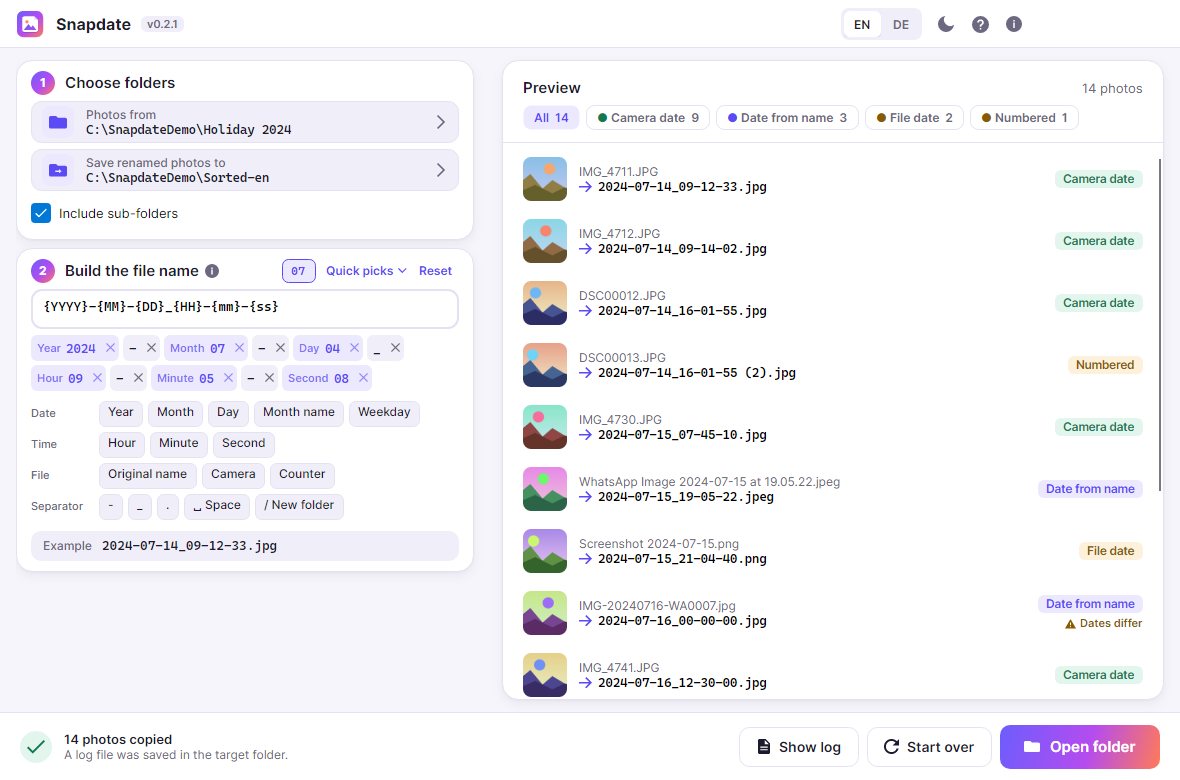 Snapdate v0.2.1 EN DE
1 Choose folders
Photos from
C:\SnapdateDemo\Holiday 2024
Save renamed photos to
C:\SnapdateDemo\Sorted-en
Include sub-folders
2 Build the file name 07 Quick picks Reset
{YYYY}-{MM}-{DD}_{HH}-{mm}-{ss}
Year 2024 × - × Month 07 × - × Day 04 × _ ×
Hour 09 × - × Minute 05 × - × Second 08 ×
Date Year Month Day Month name Weekday
Time Hour Minute Second
File Original name Camera Counter
Separator - _ . ␣ Space / New folder
Example 2024-07-14_09-12-33.jpg
Preview 14 photos
All 14 Camera date 9 Date from name 3 File date 2 Numbered 1
IMG_4711.JPG
→ 2024-07-14_09-12-33.jpg Camera date
IMG_4712.JPG
→ 2024-07-14_09-14-02.jpg Camera date
DSC00012.JPG
→ 2024-07-14_16-01-55.jpg Camera date
DSC00013.JPG
→ 2024-07-14_16-01-55 (2).jpg Numbered
IMG_4730.JPG
→ 2024-07-15_07-45-10.jpg Camera date
WhatsApp Image 2024-07-15 at 19.05.22.jpeg
→ 2024-07-15_19-05-22.jpeg Date from name
Screenshot 2024-07-15.png
→ 2024-07-15_21-04-40.png File date
IMG-20240716-WA0007.jpg Date from name
→ 2024-07-16_00-00-00.jpg Dates differ
IMG_4741.JPG
→ 2024-07-16_12-30-00.jpg Camera date
14 photos copied
A log file was saved in the target folder.
Show log Start over Open folder